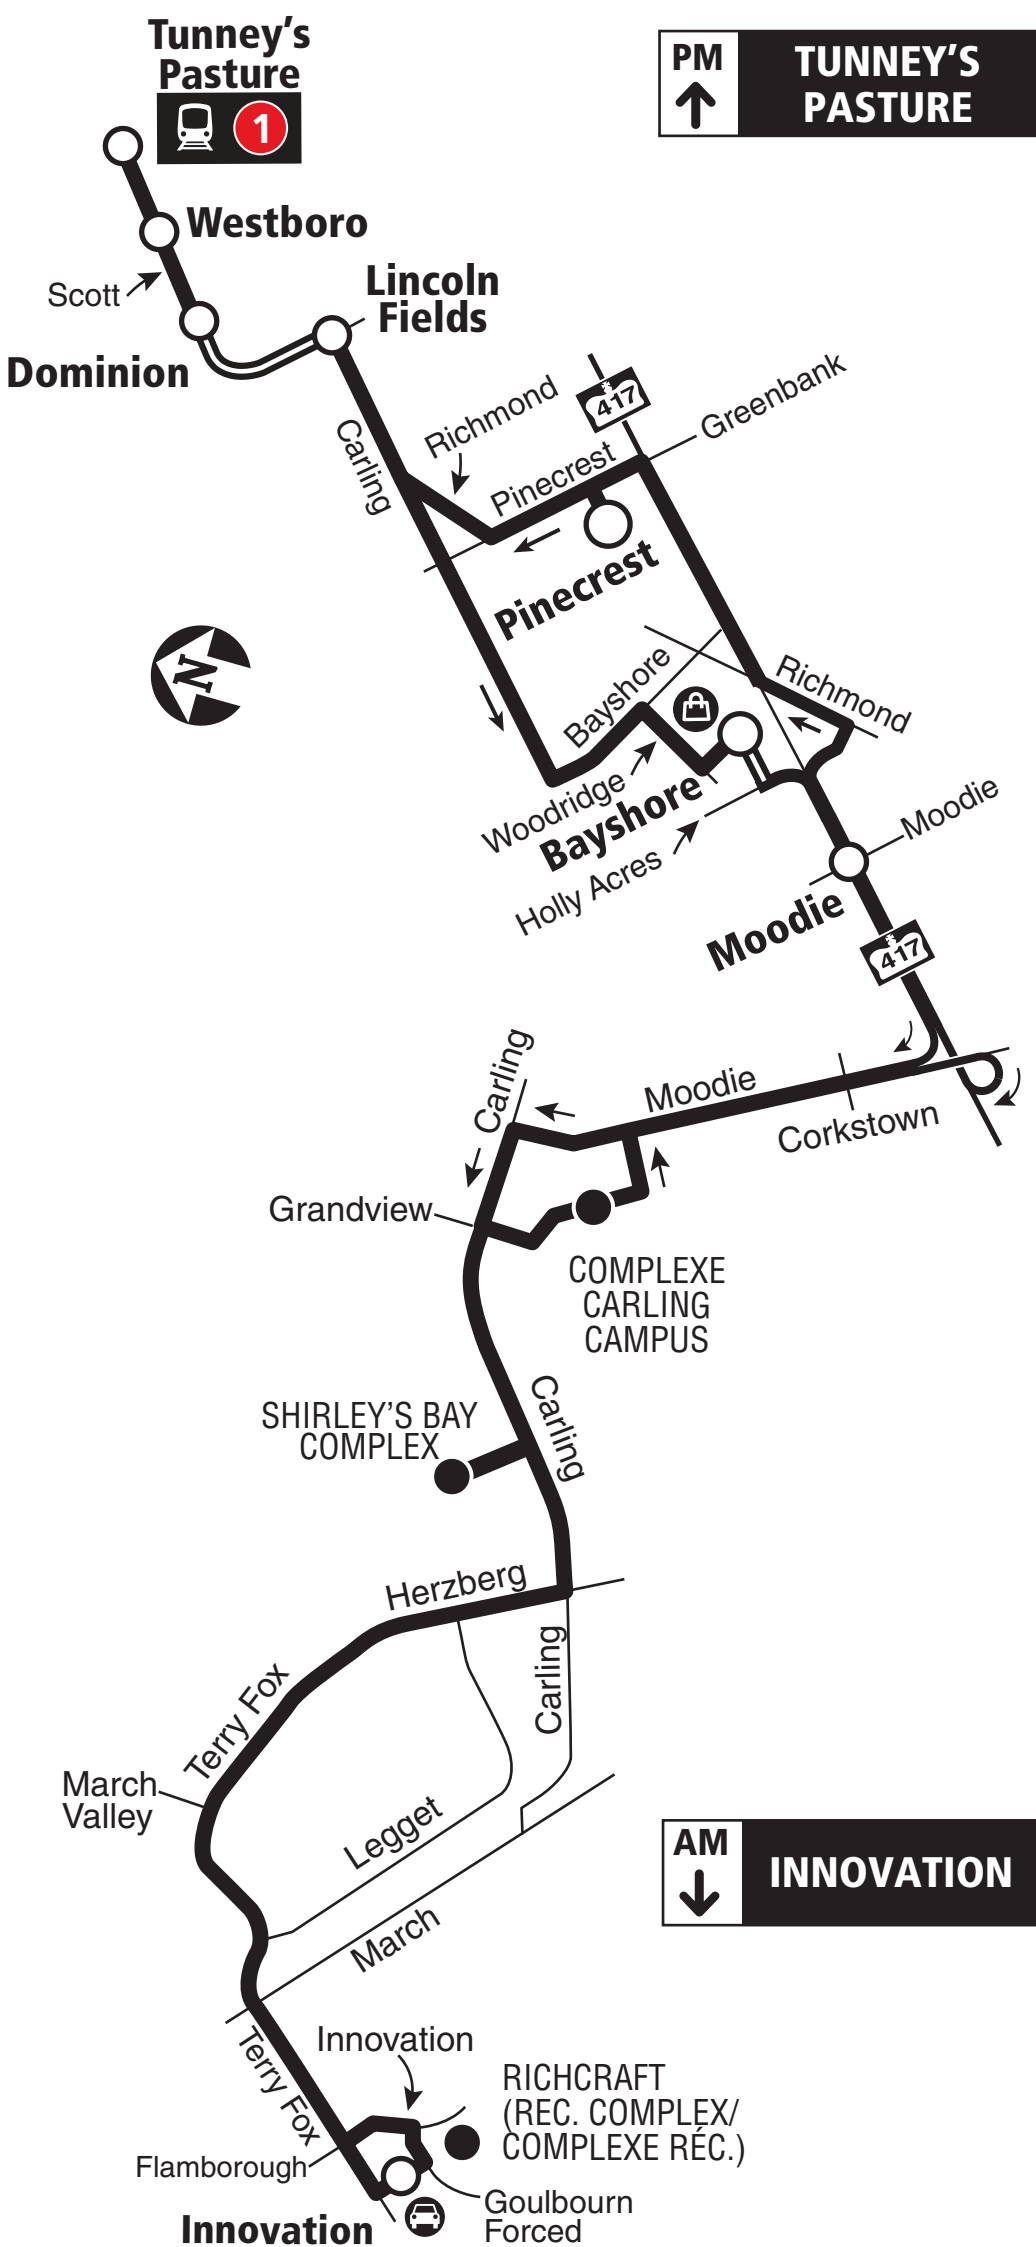 Tunney's
Pasture
1
PM
TUNNEY'S
PASTURE
Westboro
Scott
Lincoln
Fields
Dominion
417
Greenbank
Richmond
Carling
Pinecrest
Pinecrest
N
Bayshore
Richmond
Woodridge
Bayshore
Holly Acres
Moodie
Moodie
417
Carling
Moodie
Corkstown
Grandview
COMPLEXE
CARLING
CAMPUS
Carling
SHIRLEY'S BAY
COMPLEX
Herzberg
Carling
Terry Fox
March
Valley
Legget
March
AM
INNOVATION
Terry Fox
Innovation
RICHCRAFT
(REC. COMPLEX/
COMPLEXE RÉC.)
Flamborough
Goulbourn
Forced
Innovation